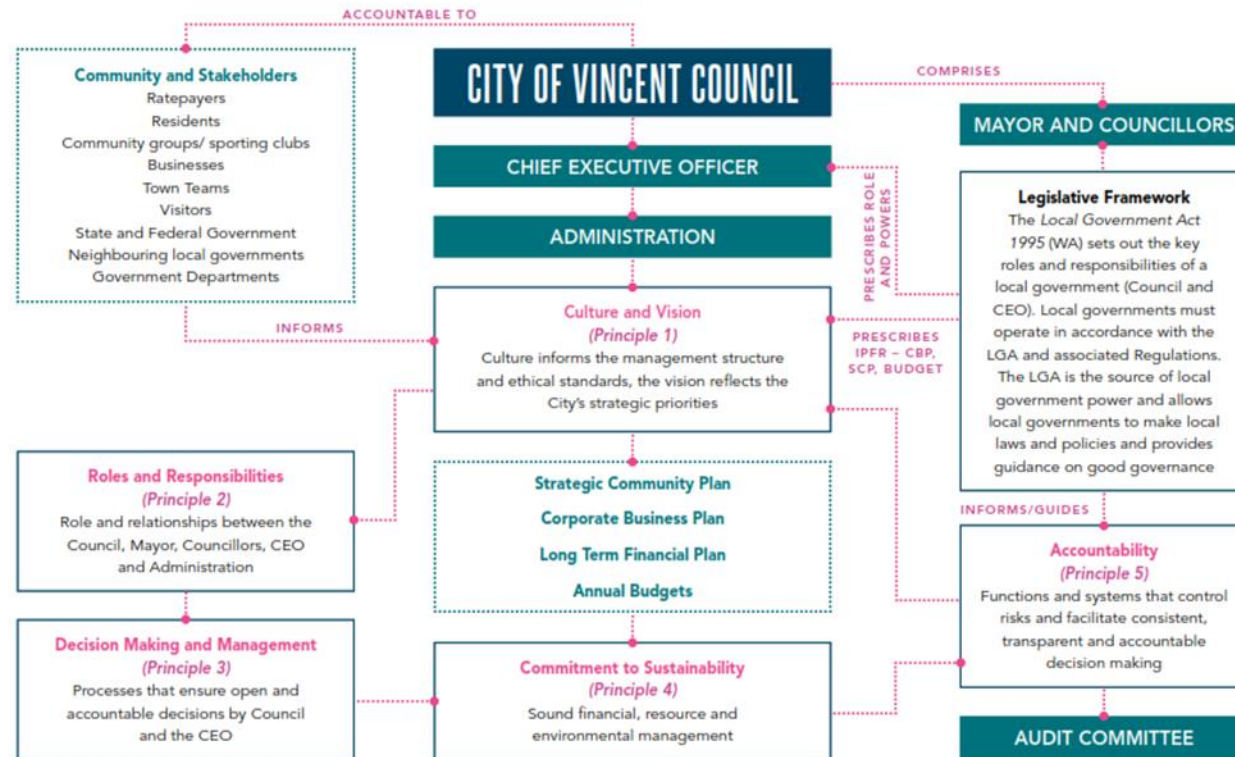 ACCOUNTABLE TO
Community and Stakeholders
Ratepayers
Residents
Community groups/ sporting clubs
Businesses
Town Teams
Visitors
State and Federal Government
Neighbouring local governments
Government Departments
CITY OF VINCENT COUNCIL
COMPRISES
MAYOR AND COUNCILLORS
CHIEF EXECUTIVE OFFICER
ADMINISTRATION
PRESCRIBES ROLE
AND POWERS
Legislative Framework
The Local Government Act
1995 (WA) sets out the key
roles and responsibilities of a
local government (Council and
CEO). Local governments must
operate in accordance with the
LGA and associated Regulations.
The LGA is the source of local
government power and allows
local governments to make local
laws and policies and provides
guidance on good governance
INFORMS
Culture and Vision
(Principle 1)
Culture informs the management structure
and ethical standards, the vision reflects the
City's strategic priorities
PRESCRIBES
IPFR – CBP,
SCP, BUDGET
Roles and Responsibilities
(Principle 2)
Role and relationships between the
Council, Mayor, Councillors, CEO
and Administration
Strategic Community Plan
Corporate Business Plan
Long Term Financial Plan
Annual Budgets
INFORMS/GUIDES
Accountability
(Principle 5)
Functions and systems that control
risks and facilitate consistent,
transparent and accountable
decision making
Decision Making and Management
(Principle 3)
Processes that ensure open and
accountable decisions by Council
and the CEO
Commitment to Sustainability
(Principle 4)
Sound financial, resource and
environmental management
AUDIT COMMITTEE